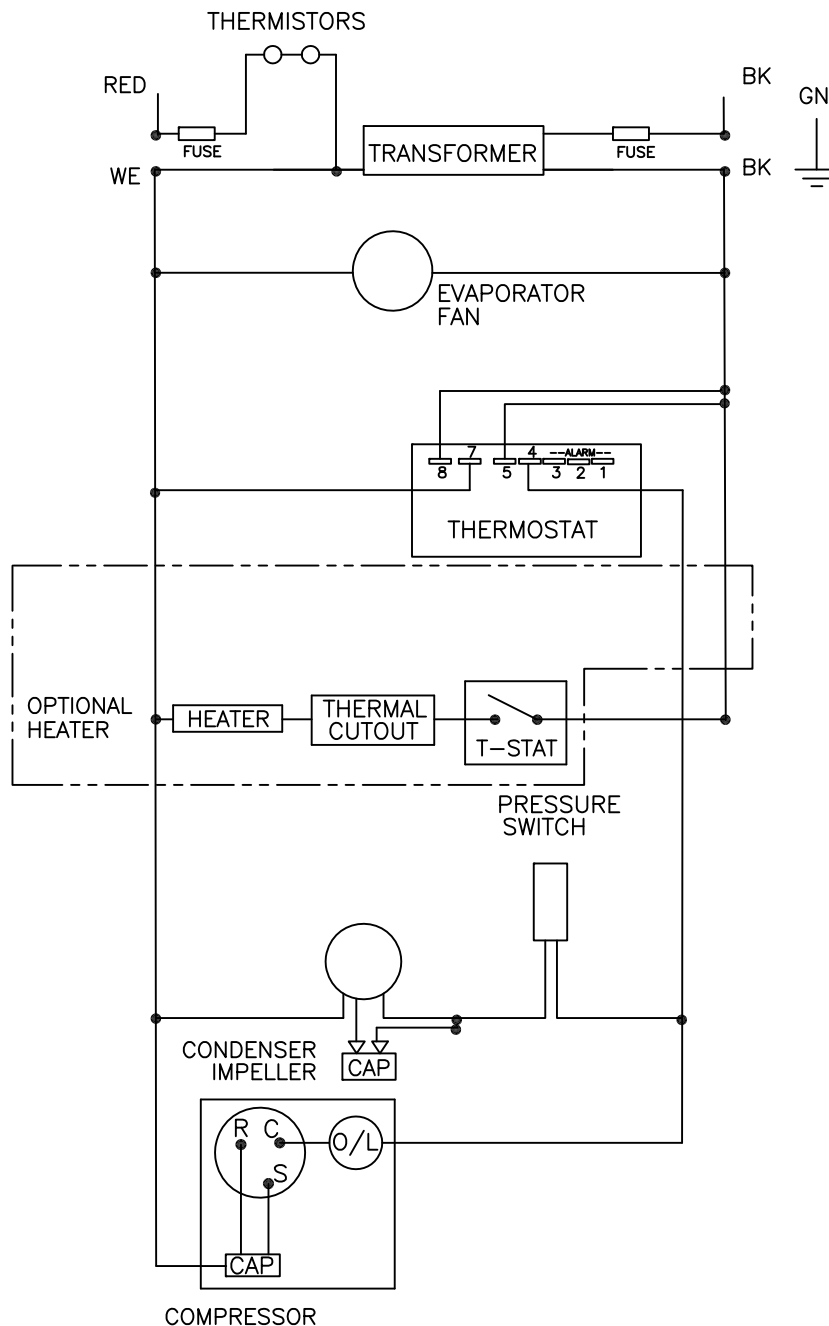 THERMISTORS
RED
BK
GN
FUSE
TRANSFORMER
FUSE
WE
BK
EVAPORATOR
FAN
8 7 5 4 --ALARM-- 3 2 1
THERMOSTAT
OPTIONAL
HEATER
HEATER
THERMAL
CUTOUT
T-STAT
PRESSURE
SWITCH
CONDENSER
IMPELLER
CAP
R C
O/L
S
CAP
COMPRESSOR